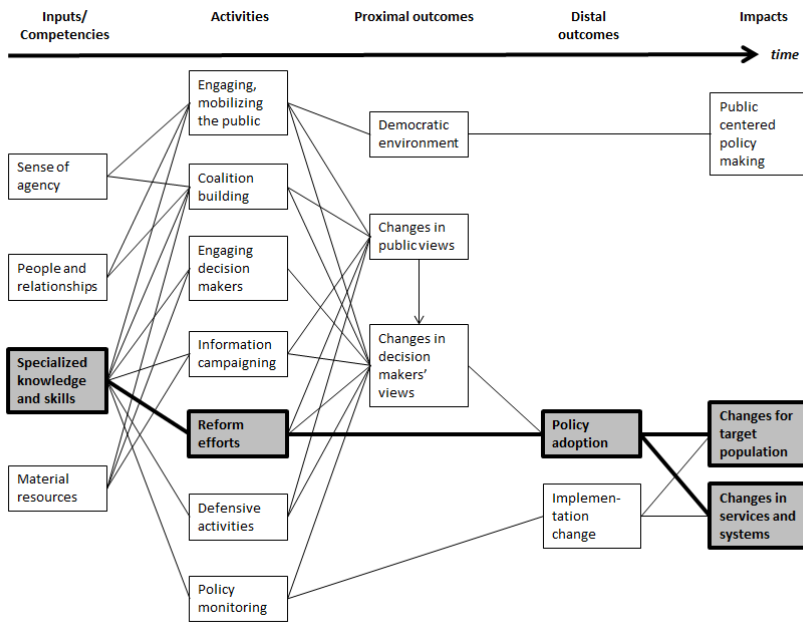 Inputs/
Competencies
Activities
Proximal outcomes
Distal
outcomes
Impacts
time
Engaging,
mobilizing
the public
Democratic
environment
Public
centered
policy
making
Sense of
agency
Coalition
building
Changes in
public views
People and
relationships
Engaging
decision
makers
Information
campaigning
Changes in
decision
makers'
views
Specialized
knowledge
and skills
Reform
efforts
Policy
adoption
Changes for
target
population
Material
resources
Defensive
activities
Implemen-
tation
change
Changes in
services and
systems
Policy
monitoring